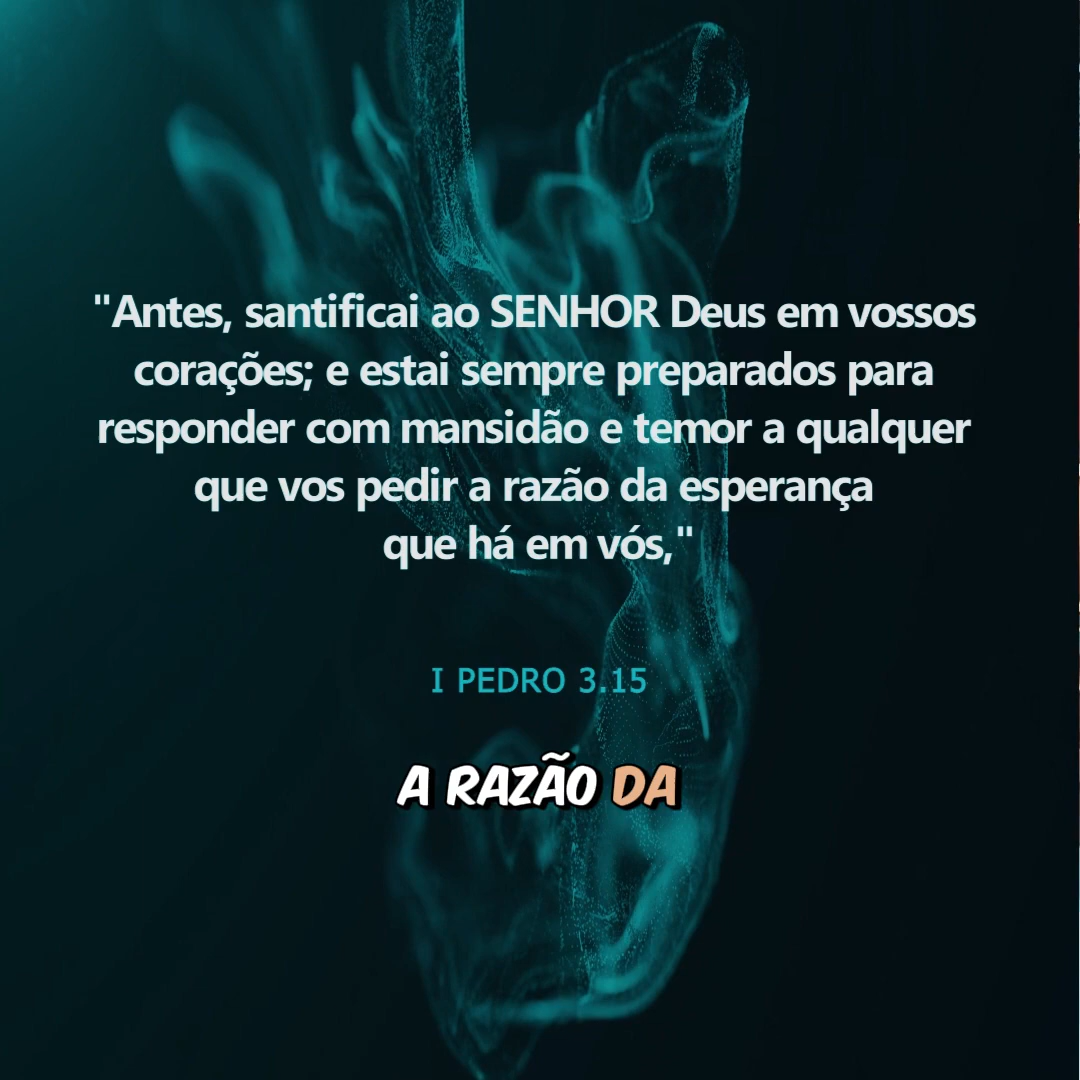 "Antes, santificai ao SENHOR Deus em vossos
corações; e estai sempre preparados para
responder com mansidão e temor a qualquer
que vos pedir a razão da esperança
que há em vós,"
I PEDRO 3.15
A RAZÃO DA